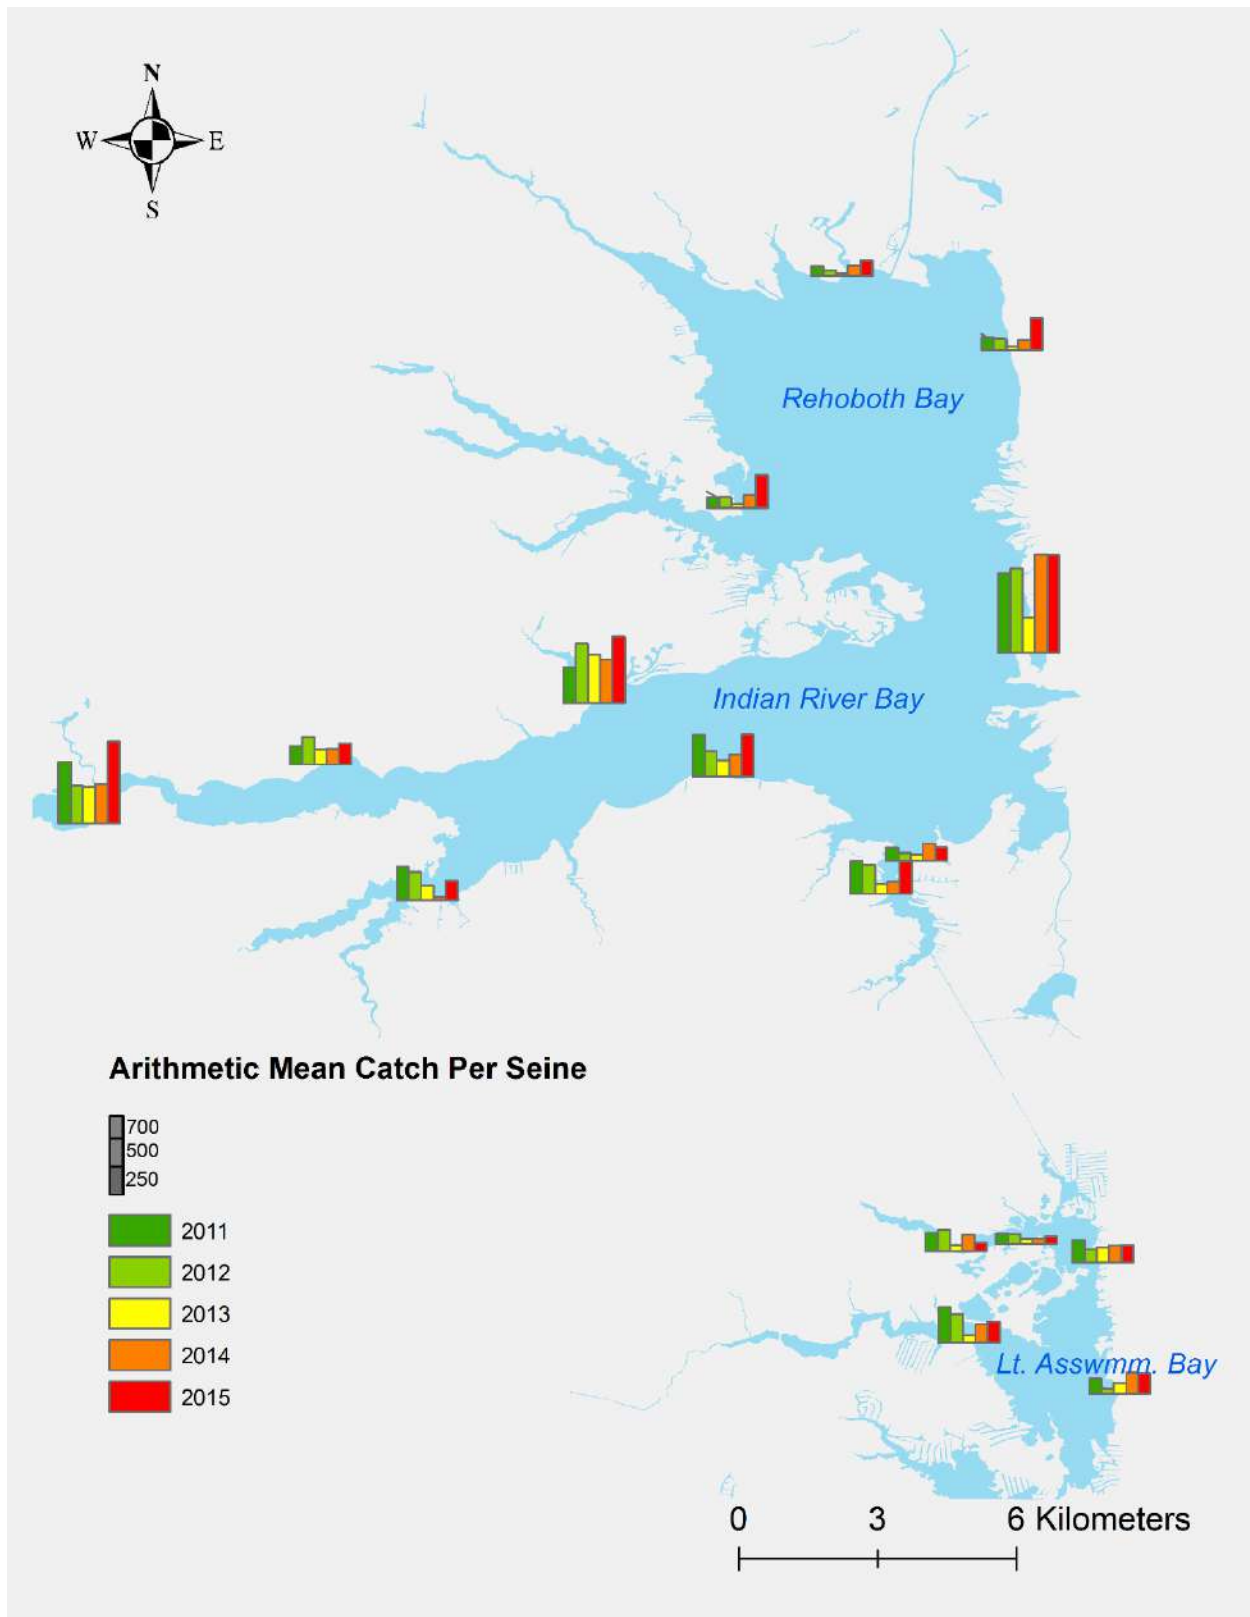 N
W E
S
Rehoboth Bay
Indian River Bay
Arithmetic Mean Catch Per Seine
700
500
250
2011
2012
2013
2014
2015
Lt. Asswmm. Bay
0 3 6 Kilometers